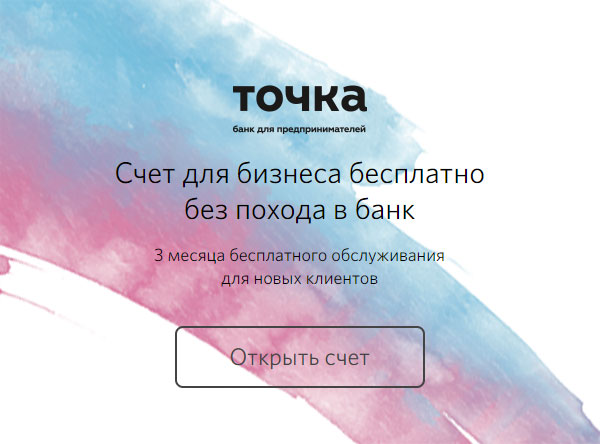 точка
банк для предпринимателей
Счет для бизнеса бесплатно
без похода в банк
3 месяца бесплатного обслуживания
для новых клиентов
Открыть счет